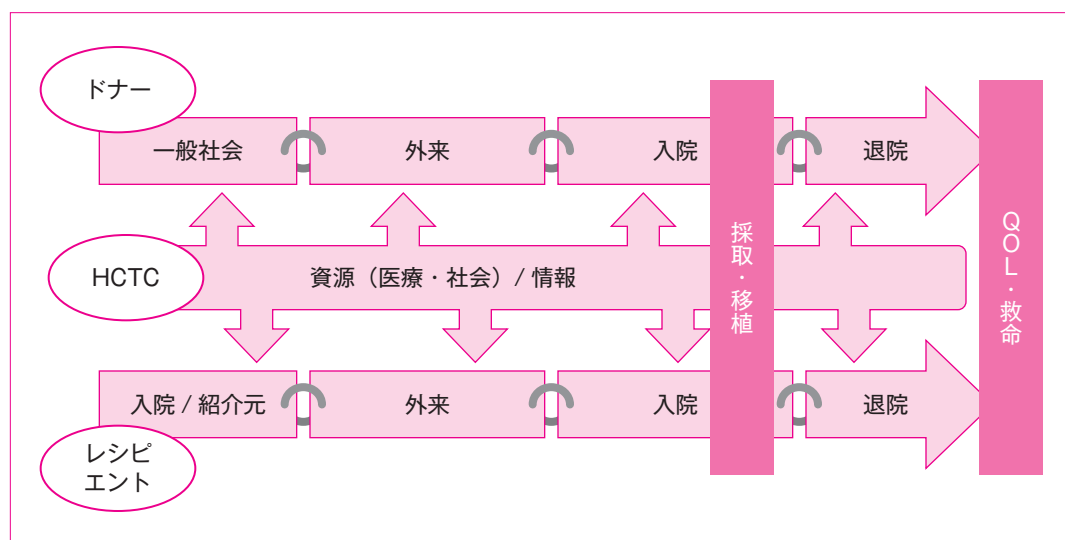 ドナー
一般社会
外来
入院
退院
HCTC
資源（医療・社会）/ 情報
採取・移植
QOL・救命
入院 / 紹介元
外来
入院
退院
レシピ
エント